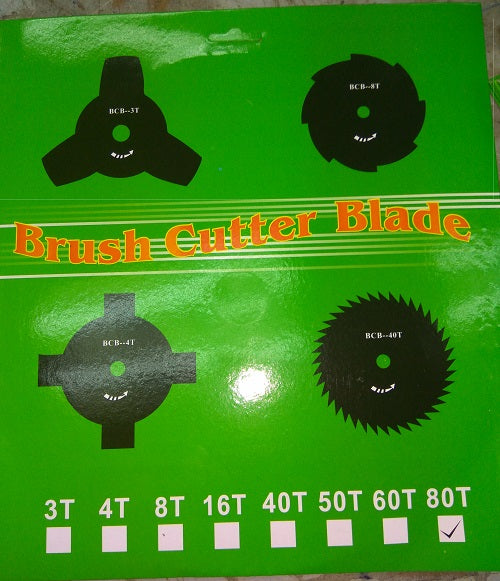 BCB--3T
BCB--8T
Brush Cutter Blade
BCB--4T
BCB--40T
3T 4T 8T 16T 40T 50T 60T 80T